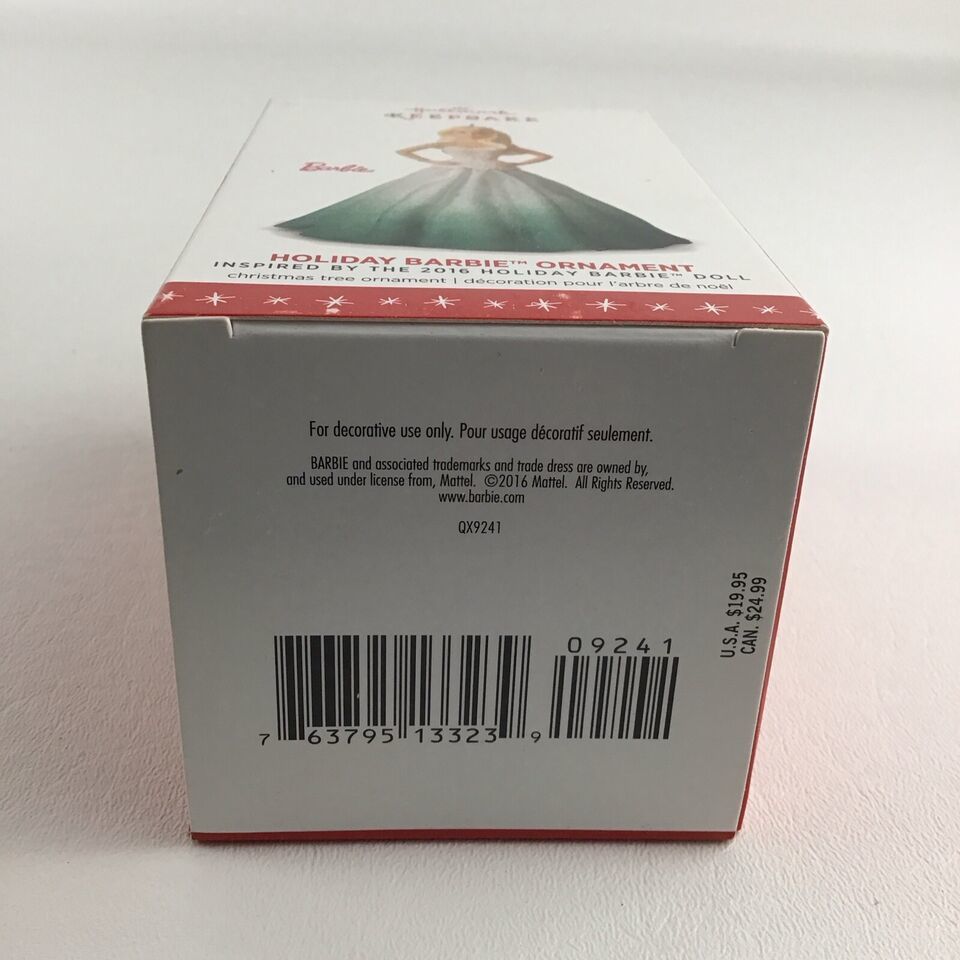 Hallmark
KEEPSAKE
Barbie
HOLIDAY BARBIE™ ORNAMENT
INSPIRED BY THE 2016 HOLIDAY BARBIE™ DOLL
christmas tree ornament | décoration pour l'arbre de noël
For decorative use only. Pour usage décoratif seulement.
BARBIE and associated trademarks and trade dress are owned by,
and used under license from, Mattel. ©2016 Mattel. All Rights Reserved.
www.barbie.com
QX9241
U.S.A. $19.95
CAN. $24.99
09241
7 63795 13323 9